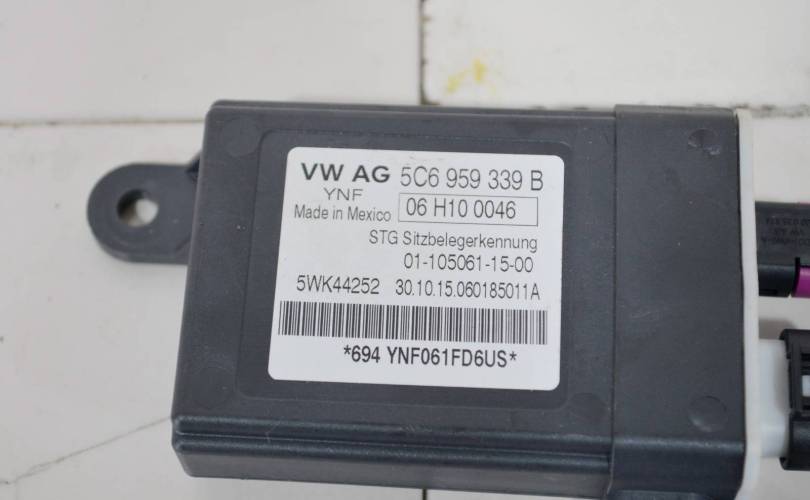 VW AG 5C6 959 339 B
YNF
Made in Mexico 06 H10 0046
STG Sitzbelegerkennung
01-105061-15-00
5WK44252 30.10.15.060185011A
*694 YNF061FD6US*